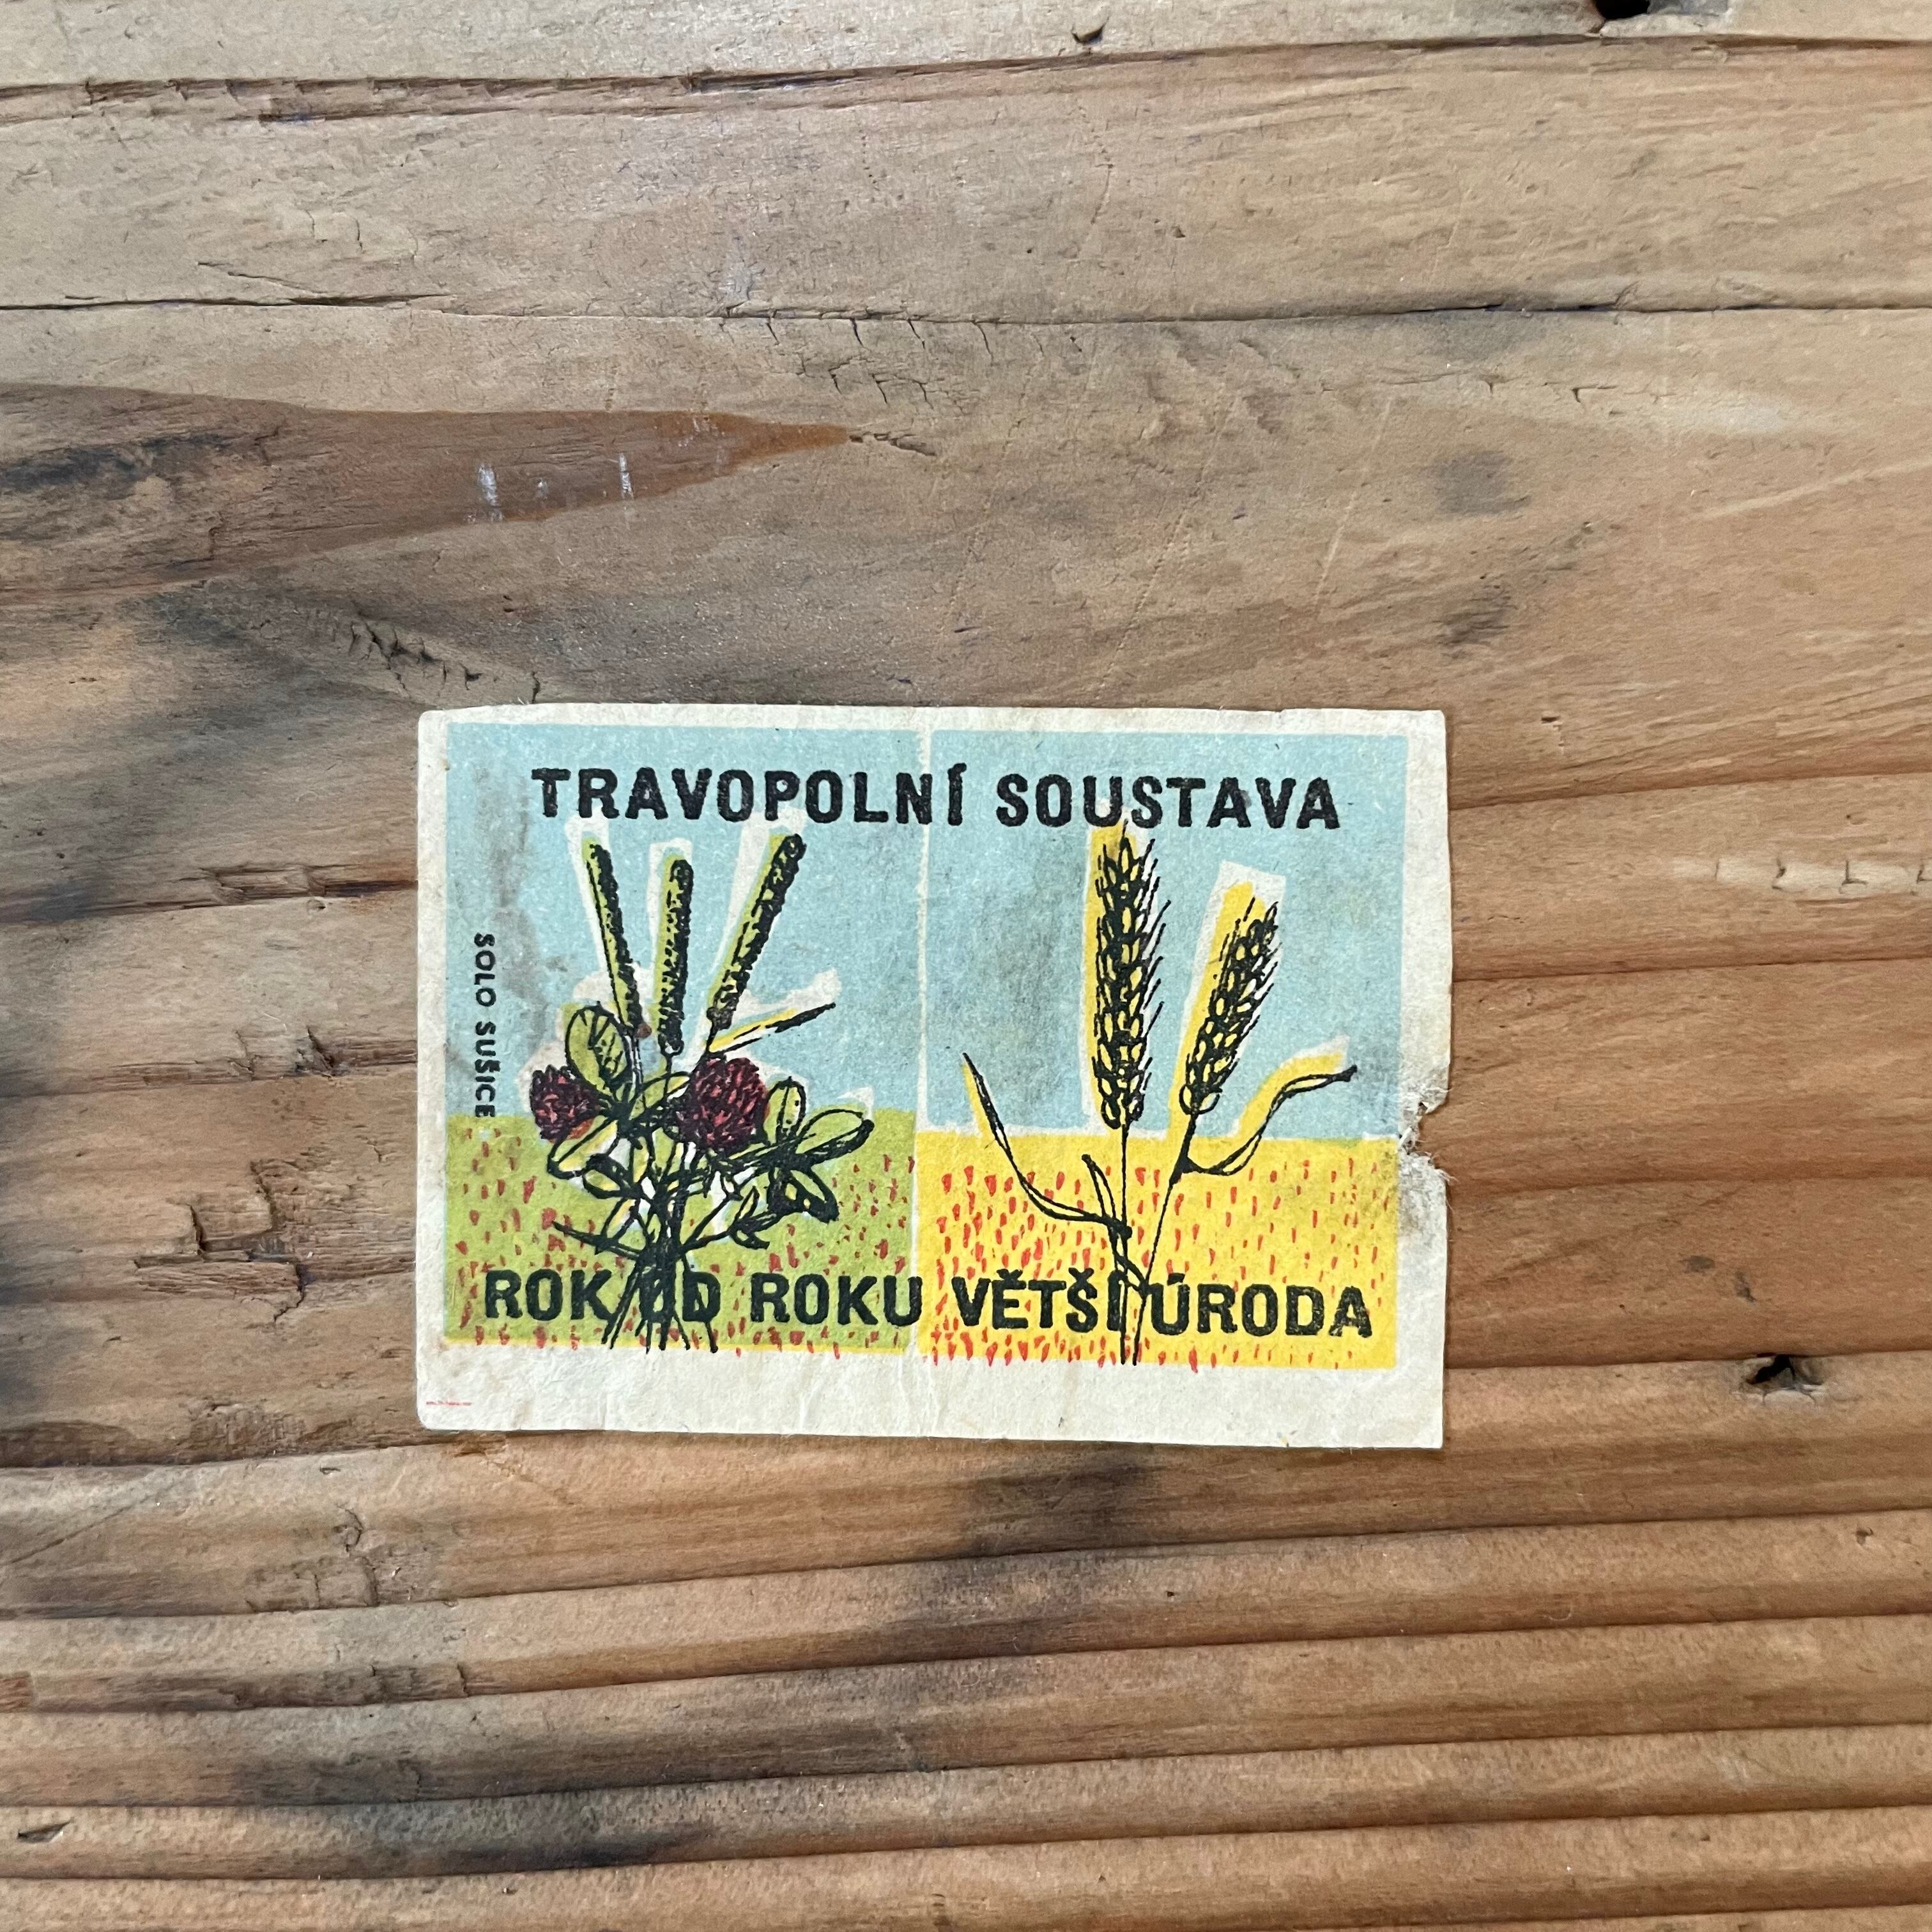 TRAVOPOLNÍ SOUSTAVA
SOLO SUŠICE
ROK OD ROKU VĚTŠÍ ÚRODA